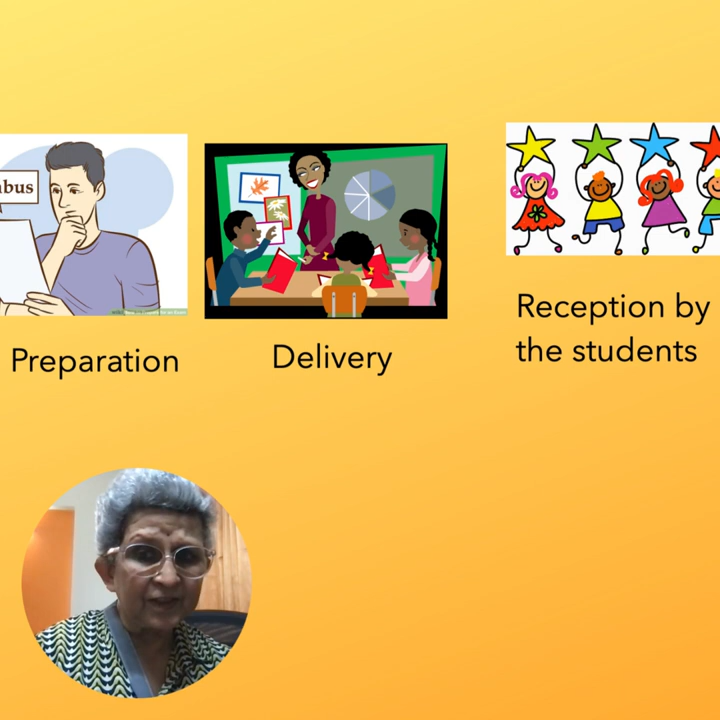 abus
Preparation
Delivery
Reception by
the students